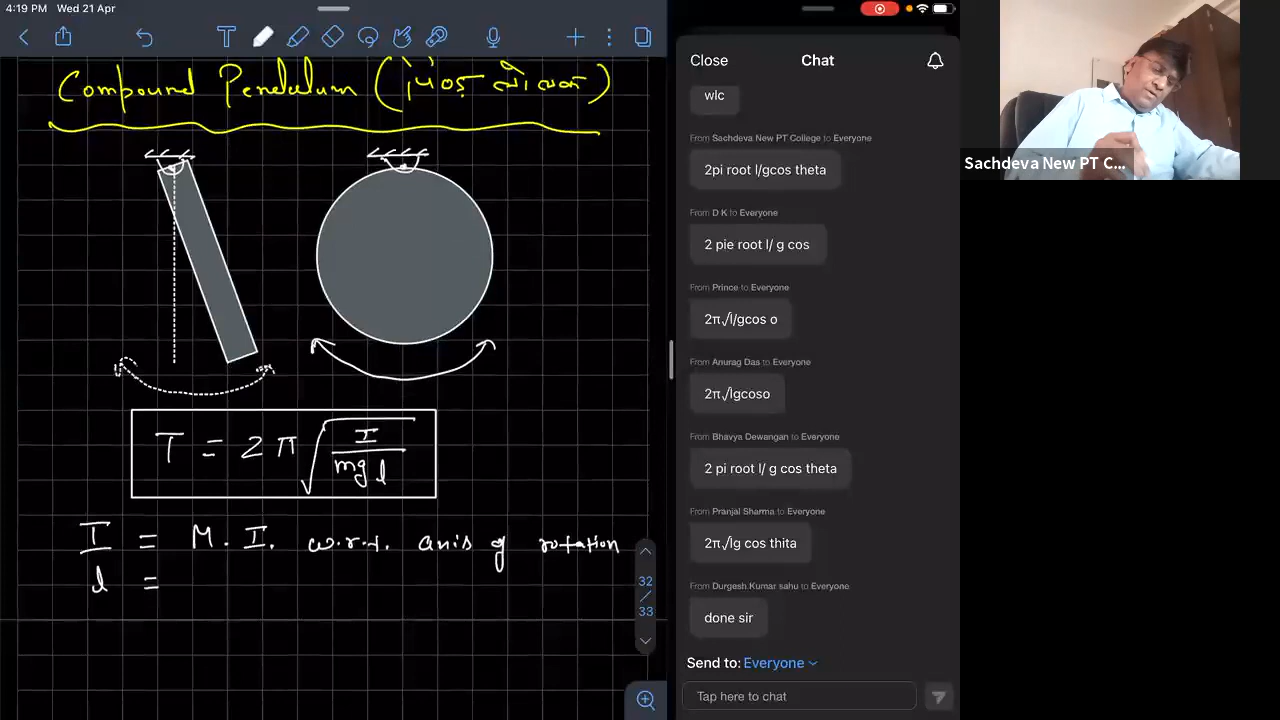 4:19 PM Wed 21 Apr
Compound Pendulum (पिण्ड लोलक)
T = 2π√(I/mgl)
I = M.I. w.r.t. axis of rotation
l =
32
/
33
Close
Chat
wlc
From Sachdeva New PT College to Everyone
2pi root l/gcos theta
From D K to Everyone
2 pie root l/ g cos
From Prince to Everyone
2π√l/gcos o
From Anurag Das to Everyone
2π√lgcoso
From Bhavya Dewangan to Everyone
2 pi root l/ g cos theta
From Pranjal Sharma to Everyone
2π√lg cos thita
From Durgesh Kumar sahu to Everyone
done sir
Send to: Everyone
Tap here to chat
Sachdeva New PT C...